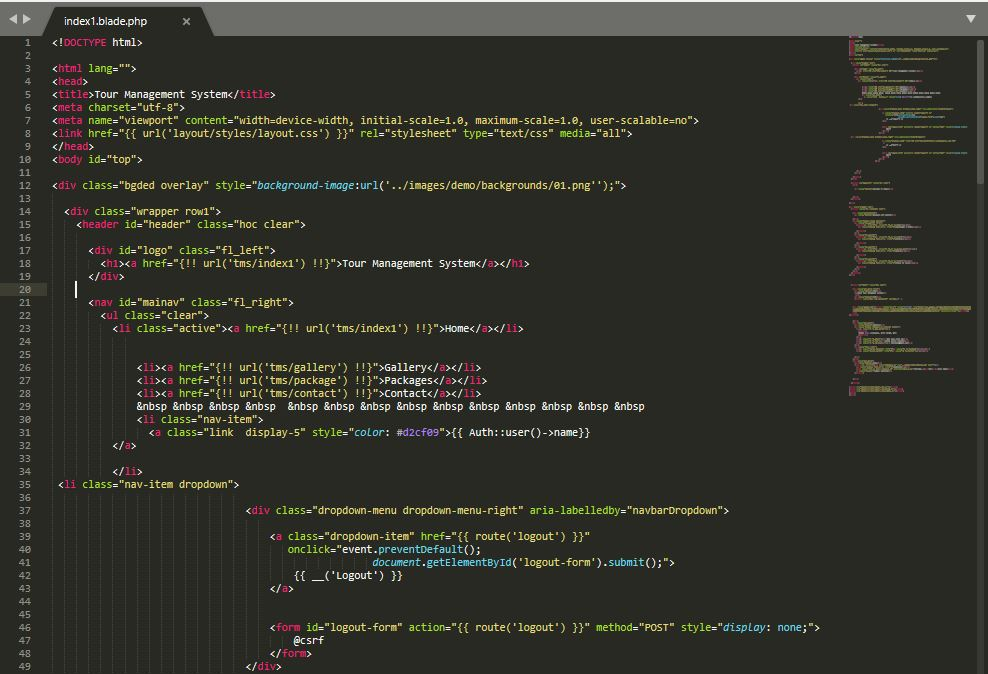 index1.blade.php ×
1 <!DOCTYPE html>
2
3 <html lang="">
4 <head>
5 <title>Tour Management System</title>
6 <meta charset="utf-8">
7 <meta name="viewport" content="width=device-width, initial-scale=1.0, maximum-scale=1.0, user-scalable=no">
8 <link href="{{ url('layout/styles/layout.css') }}" rel="stylesheet" type="text/css" media="all">
9 </head>
10 <body id="top">
11
12 <div class="bgded overlay" style="background-image:url('../images/demo/backgrounds/01.png'');">
13
14 <div class="wrapper row1">
15 <header id="header" class="hoc clear">
16
17 <div id="logo" class="fl_left">
18 <h1><a href="{!! url('tms/index1') !!}">Tour Management System</a></h1>
19 </div>
20
21 <nav id="mainav" class="fl_right">
22 <ul class="clear">
23 <li class="active"><a href="{!! url('tms/index1') !!}">Home</a></li>
24
25
26 <li><a href="{!! url('tms/gallery') !!}">Gallery</a></li>
27 <li><a href="{!! url('tms/package') !!}">Packages</a></li>
28 <li><a href="{!! url('tms/contact') !!}">Contact</a></li>
29 &nbsp &nbsp &nbsp &nbsp  &nbsp &nbsp &nbsp &nbsp &nbsp &nbsp &nbsp &nbsp &nbsp &nbsp
30 <li class="nav-item">
31 <a class="link  display-5" style="color: #d2cf09">{{ Auth::user()->name}}
32 </a>
33
34 </li>
35 <li class="nav-item dropdown">
36
37 <div class="dropdown-menu dropdown-menu-right" aria-labelledby="navbarDropdown">
38
39 <a class="dropdown-item" href="{{ route('logout') }}"
40 onclick="event.preventDefault();
41 document.getElementById('logout-form').submit();">
42 {{ __('Logout') }}
43 </a>
44
45
46 <form id="logout-form" action="{{ route('logout') }}" method="POST" style="display: none;">
47 @csrf
48 </form>
49 </div>